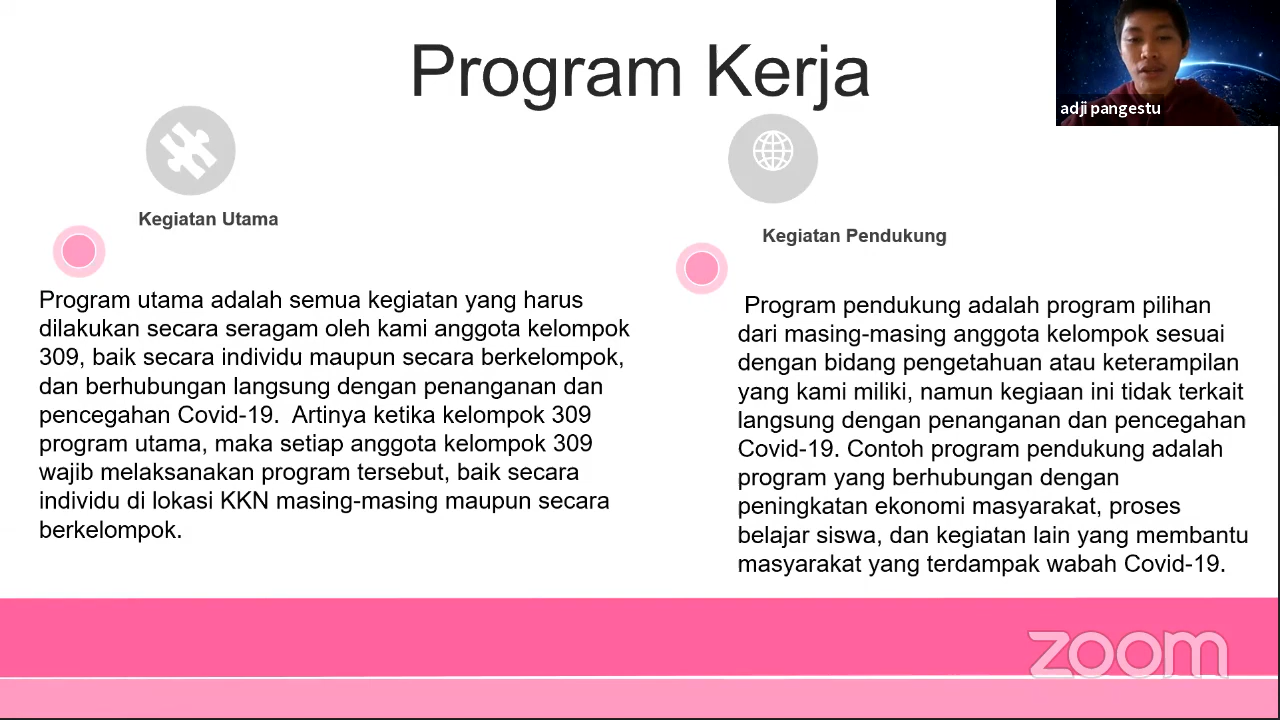 Program Kerja
adji pangestu
Kegiatan Utama
Program utama adalah semua kegiatan yang harus
dilakukan secara seragam oleh kami anggota kelompok
309, baik secara individu maupun secara berkelompok,
dan berhubungan langsung dengan penanganan dan
pencegahan Covid-19.  Artinya ketika kelompok 309
program utama, maka setiap anggota kelompok 309
wajib melaksanakan program tersebut, baik secara
individu di lokasi KKN masing-masing maupun secara
berkelompok.
Kegiatan Pendukung
Program pendukung adalah program pilihan
dari masing-masing anggota kelompok sesuai
dengan bidang pengetahuan atau keterampilan
yang kami miliki, namun kegiaan ini tidak terkait
langsung dengan penanganan dan pencegahan
Covid-19. Contoh program pendukung adalah
program yang berhubungan dengan
peningkatan ekonomi masyarakat, proses
belajar siswa, dan kegiatan lain yang membantu
masyarakat yang terdampak wabah Covid-19.
zoom